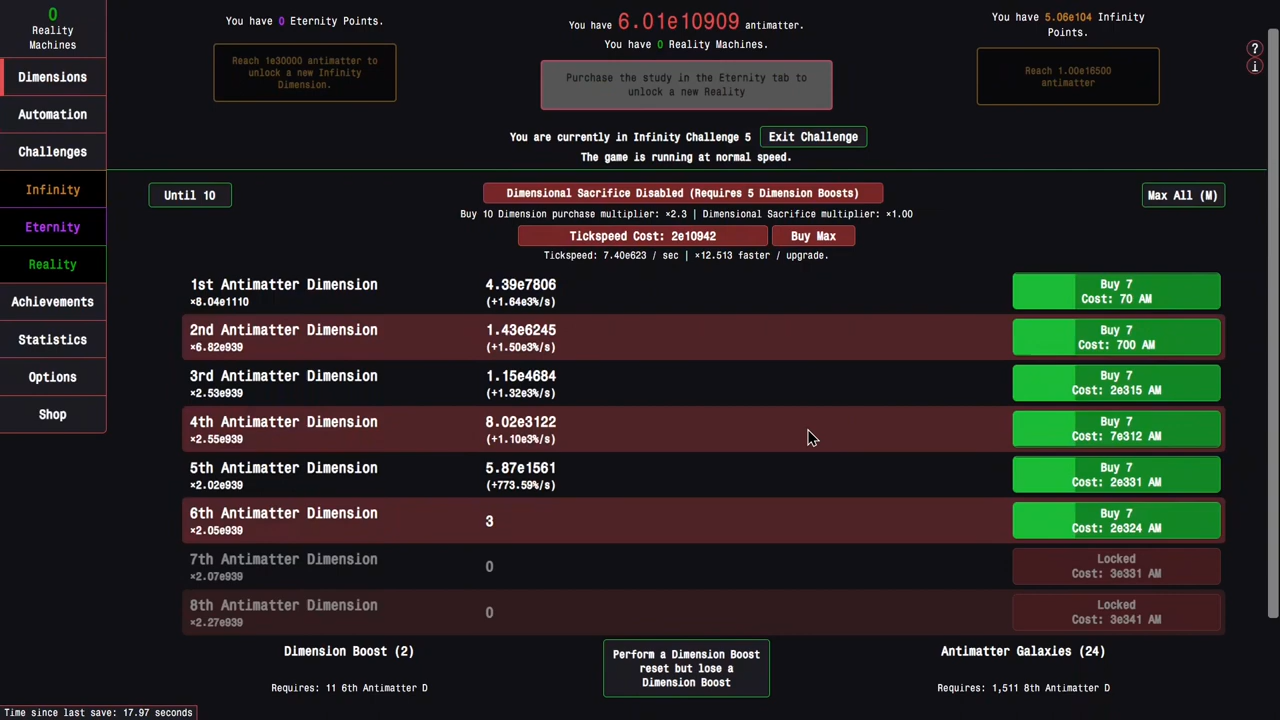 0
Reality
Machines
Dimensions
Automation
Challenges
Infinity
Eternity
Reality
Achievements
Statistics
Options
Shop
You have 0 Eternity Points.
Reach 1e30000 antimatter to
unlock a new Infinity
Dimension.
You have 6.01e10909 antimatter.
You have 0 Reality Machines.
Purchase the study in the Eternity tab to
unlock a new Reality
You have 5.06e104 Infinity
Points.
Reach 1.00e16500
antimatter
?
i
You are currently in Infinity Challenge 5
Exit Challenge
The game is running at normal speed.
Until 10
Dimensional Sacrifice Disabled (Requires 5 Dimension Boosts)
Max All (M)
Buy 10 Dimension purchase multiplier: ×2.3 | Dimensional Sacrifice multiplier: ×1.00
Tickspeed Cost: 2e10942
Buy Max
Tickspeed: 7.40e623 / sec | ×12.513 faster / upgrade.
1st Antimatter Dimension
×8.04e1110
4.39e7806
(+1.64e3%/s)
Buy 7
Cost: 70 AM
2nd Antimatter Dimension
×6.82e939
1.43e6245
(+1.50e3%/s)
Buy 7
Cost: 700 AM
3rd Antimatter Dimension
×2.53e939
1.15e4684
(+1.32e3%/s)
Buy 7
Cost: 2e315 AM
4th Antimatter Dimension
×2.55e939
8.02e3122
(+1.10e3%/s)
Buy 7
Cost: 7e312 AM
5th Antimatter Dimension
×2.02e939
5.87e1561
(+773.59%/s)
Buy 7
Cost: 2e331 AM
6th Antimatter Dimension
×2.05e939
3
Buy 7
Cost: 2e324 AM
7th Antimatter Dimension
×2.07e939
0
Locked
Cost: 3e331 AM
8th Antimatter Dimension
×2.27e939
0
Locked
Cost: 3e341 AM
Dimension Boost (2)
Requires: 11 6th Antimatter D
Perform a Dimension Boost
reset but lose a
Dimension Boost
Antimatter Galaxies (24)
Requires: 1,511 8th Antimatter D
Time since last save: 17.97 seconds